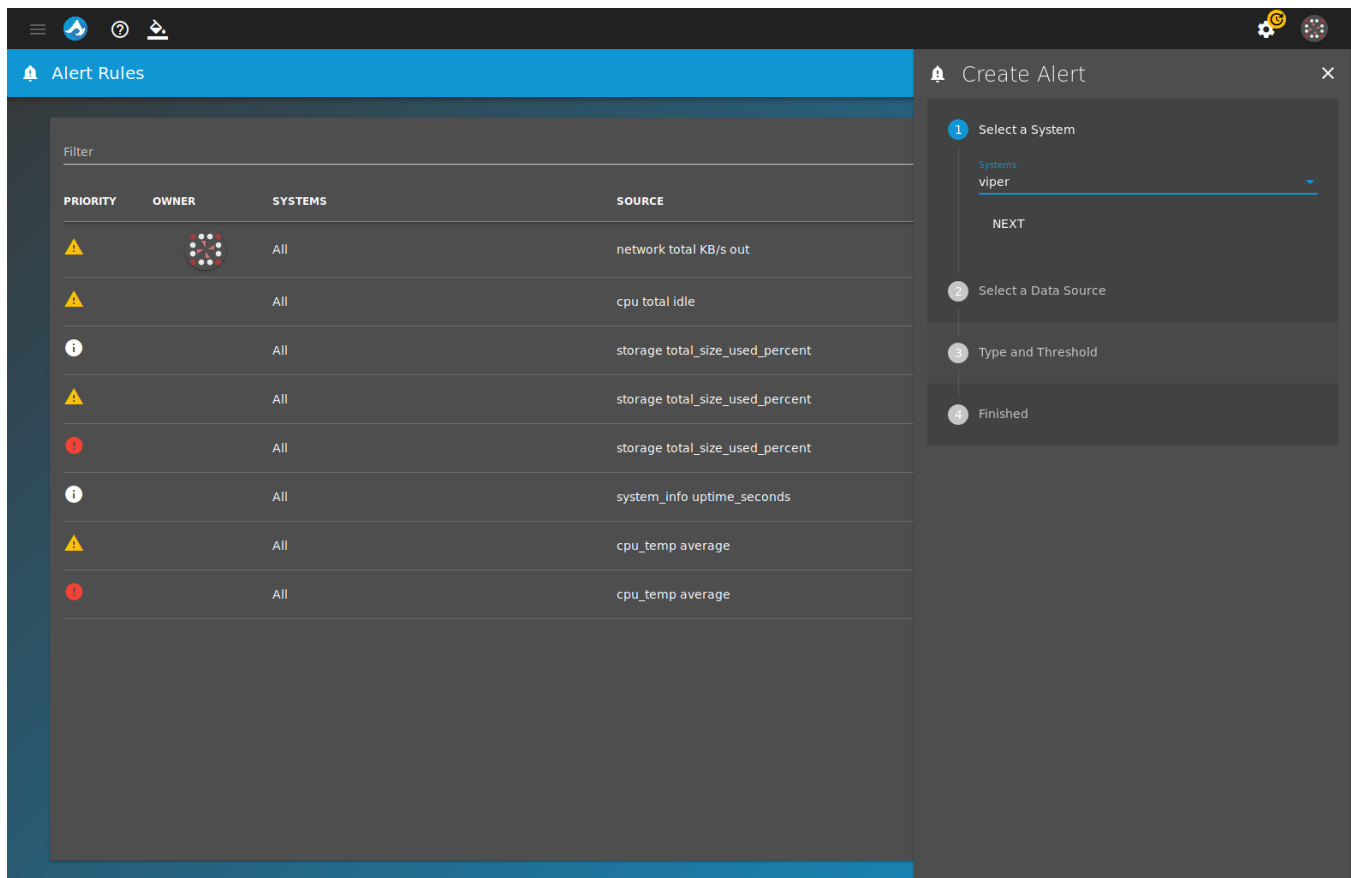 Alert Rules
Filter
PRIORITY OWNER SYSTEMS SOURCE
All network total KB/s out
All cpu total idle
All storage total_size_used_percent
All storage total_size_used_percent
All storage total_size_used_percent
All system_info uptime_seconds
All cpu_temp average
All cpu_temp average
Create Alert
1 Select a System
Systems
viper
NEXT
2 Select a Data Source
3 Type and Threshold
4 Finished